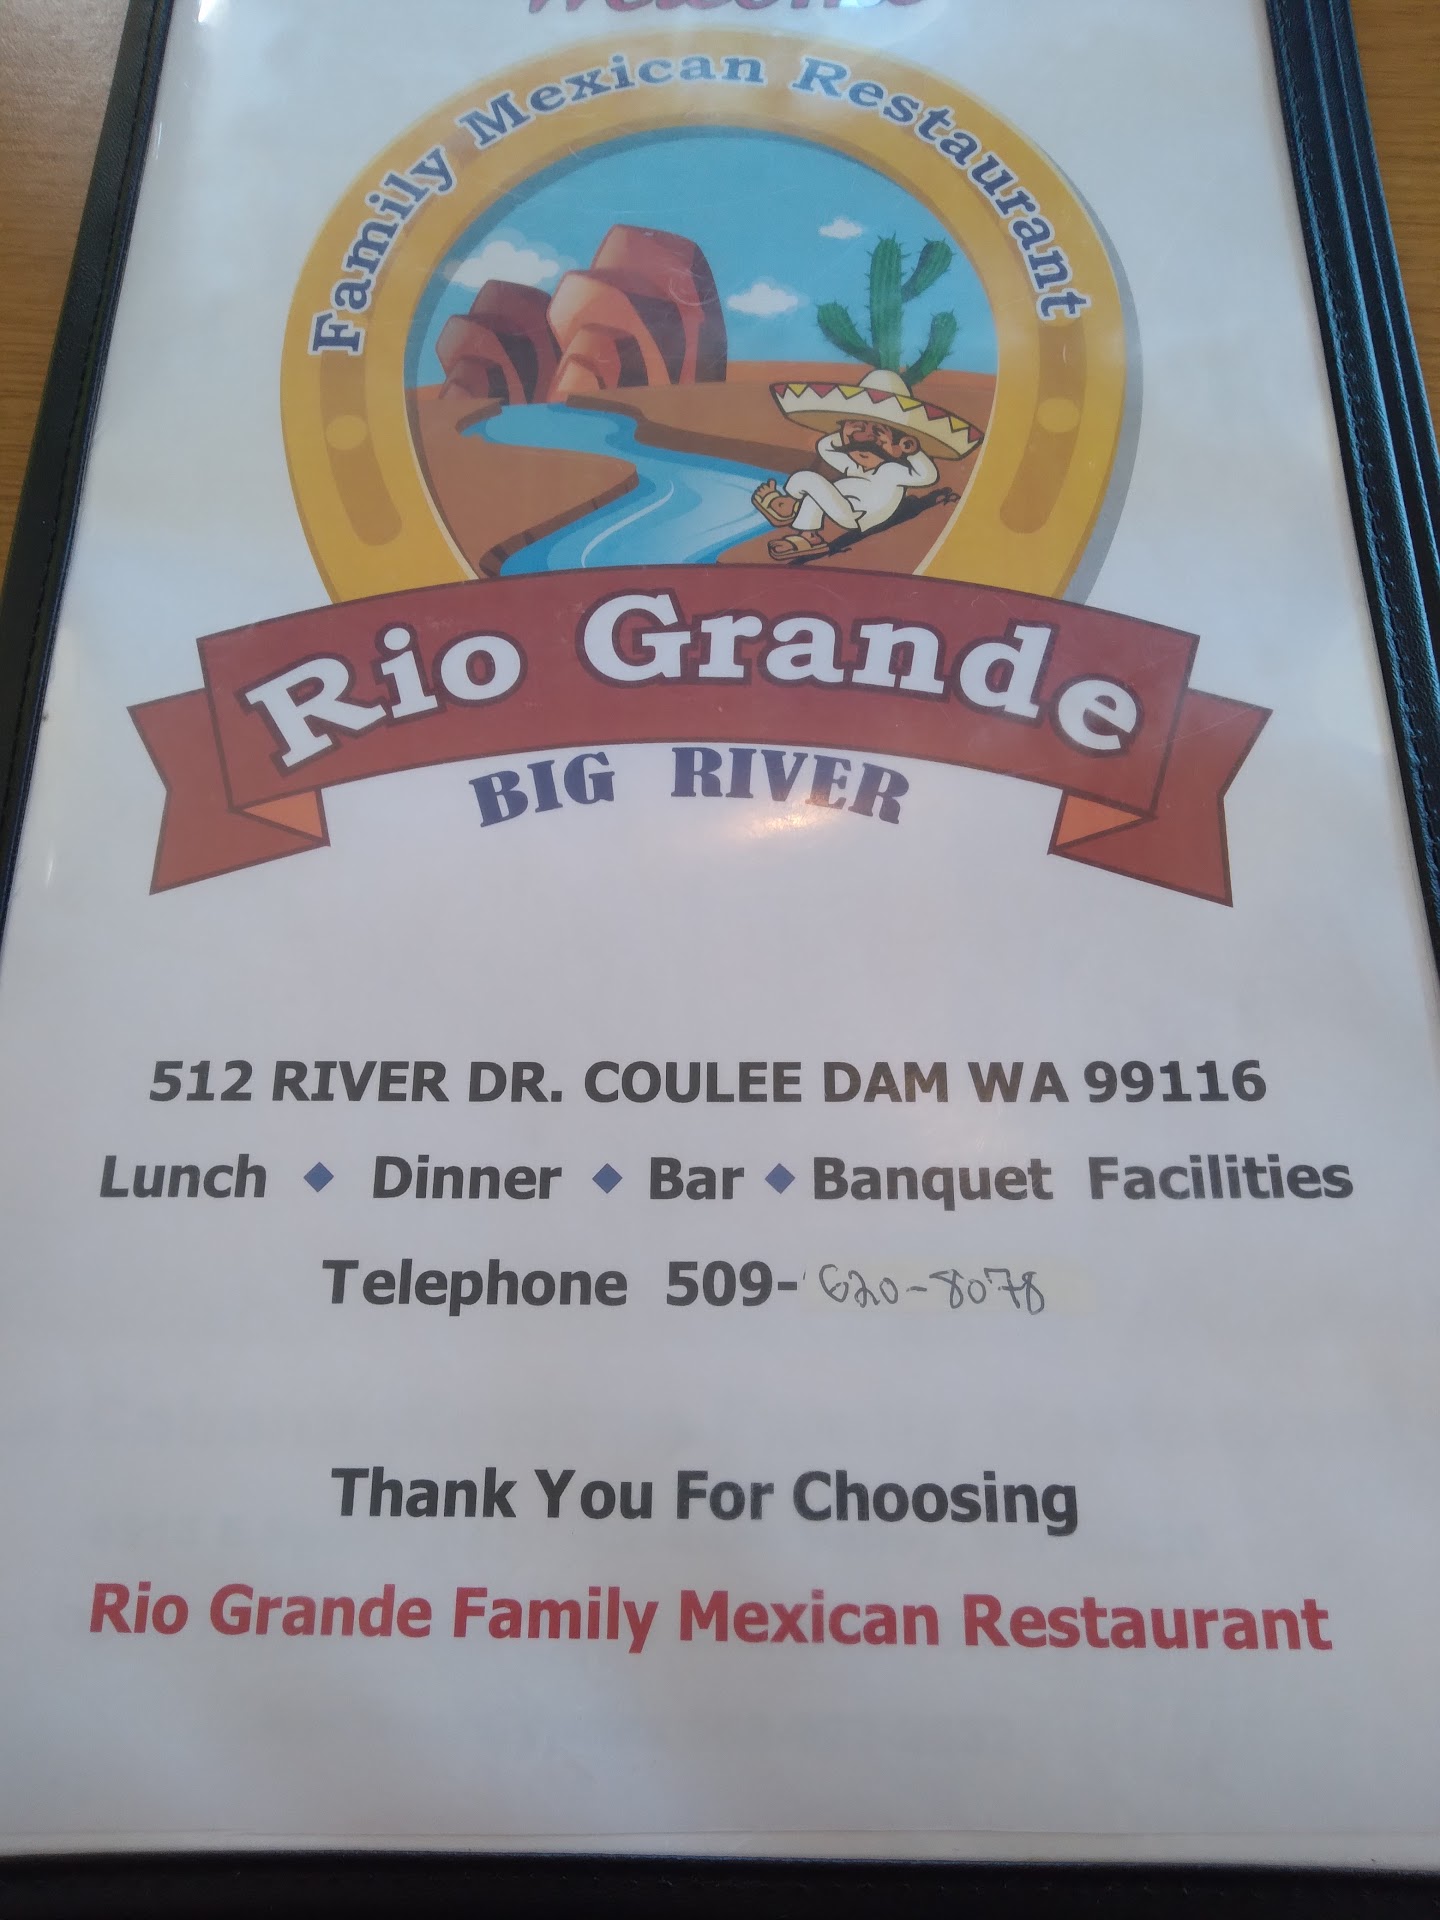 Welcome
Family Mexican Restaurant
Rio Grande
BIG RIVER
512 RIVER DR. COULEE DAM WA 99116
Lunch ◆ Dinner ◆ Bar ◆ Banquet Facilities
Telephone 509-620-8078
Thank You For Choosing
Rio Grande Family Mexican Restaurant